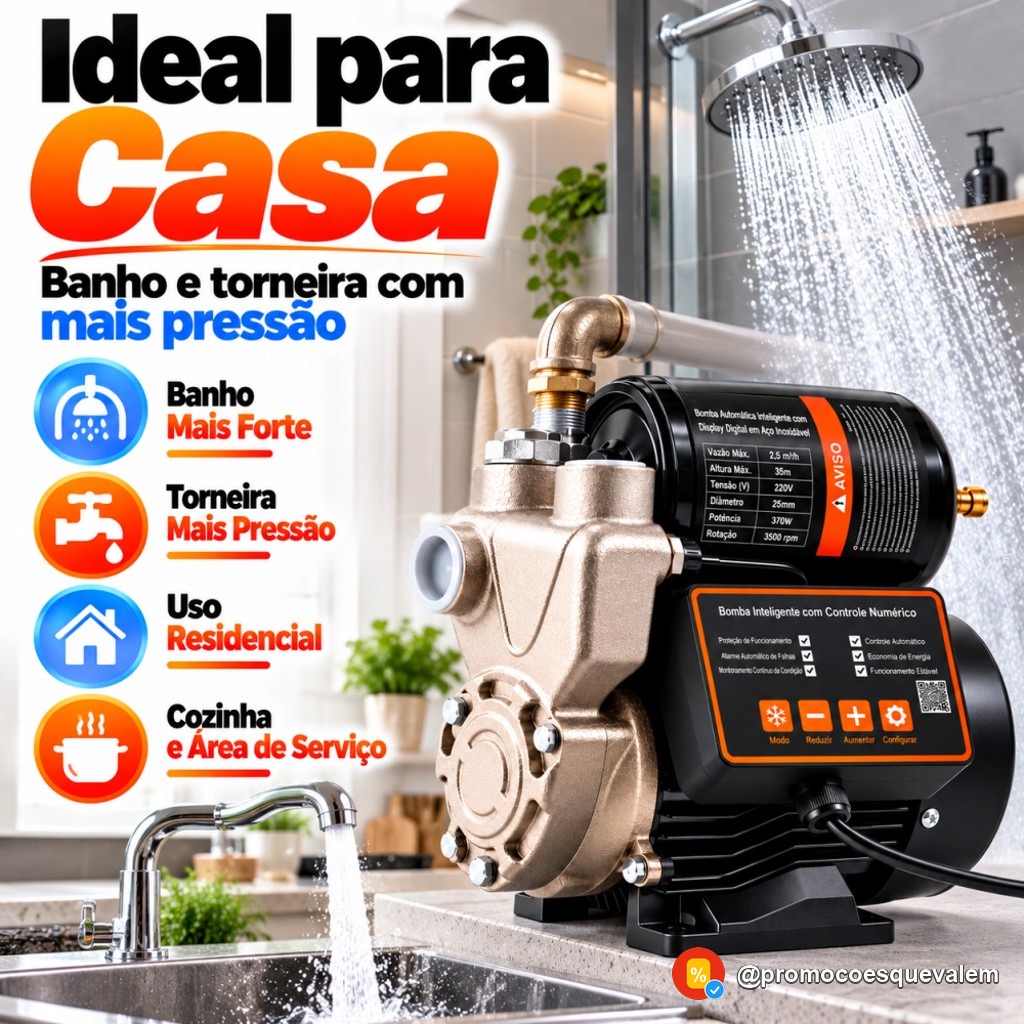 Ideal para
Casa
Banho e torneira com
mais pressão
Banho
Mais Forte
Torneira
Mais Pressão
Uso
Residencial
Cozinha
e Área de Serviço
Bomba Automática Inteligente com
Display Digital em Aço Inoxidável
Vazão Máx. 2,5 m³/h
Altura Máx. 35m
Tensão (V) 220V
Diâmetro 25mm
Potência 370W
Rotação 3500 rpm
AVISO
Bomba Inteligente com Controle Numérico
Proteção de Funcionamento
Controle Automático
Alarme Automático de Falhas
Economia de Energia
Monitoramento Contínuo da Condição
Funcionamento Estável
Modo Reduzir Aumentar Configurar
@promocoesquevalem